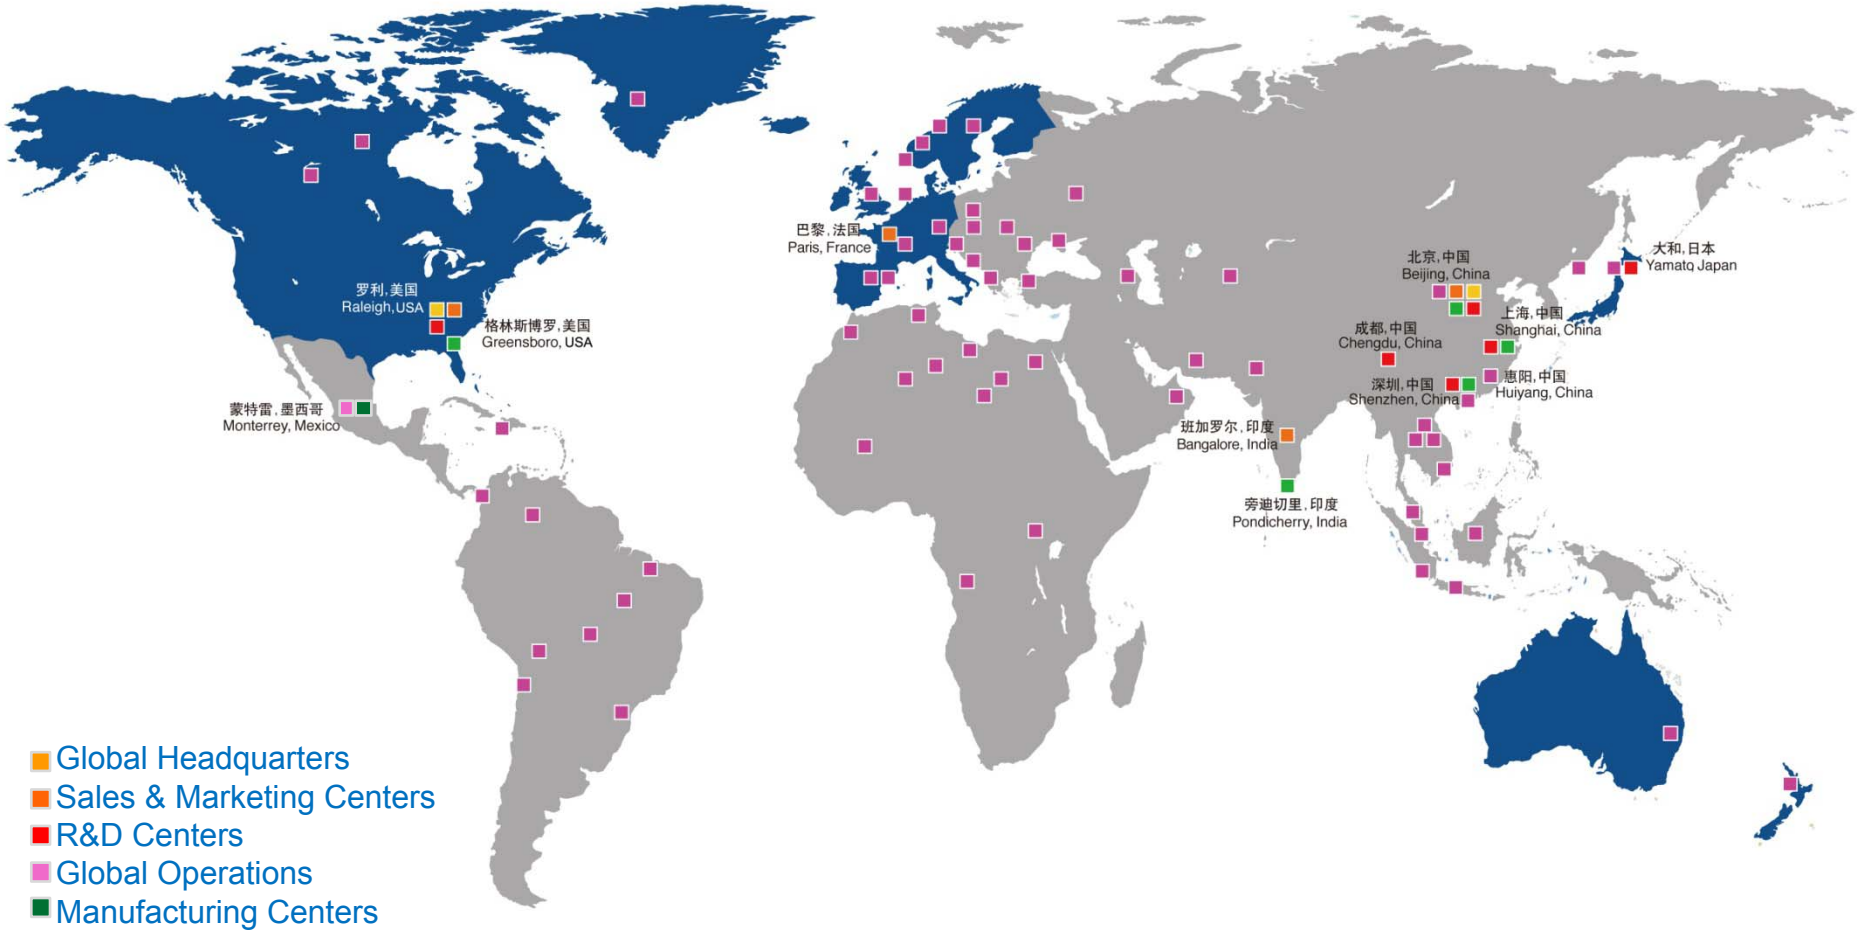 巴黎,法国
Paris, France
罗利,美国
Raleigh,USA
格林斯博罗,美国
Greensboro, USA
蒙特雷,墨西哥
Monterrey, Mexico
北京,中国
Beijing, China
大和,日本
Yamato Japan
上海,中国
Shanghai, China
成都,中国
Chengdu, China
深圳,中国
Shenzhen, China
惠阳,中国
Huiyang, China
班加罗尔,印度
Bangalore, India
旁迪切里,印度
Pondicherry, India
Global Headquarters
Sales & Marketing Centers
R&D Centers
Global Operations
Manufacturing Centers